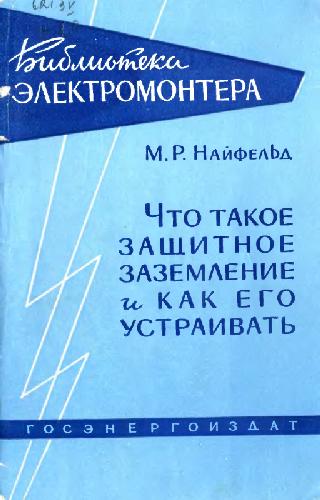 Библиотека
ЭЛЕКТРОМОНТЕРА
М. Р. НАЙФЕЛЬД
ЧТО ТАКОЕ
ЗАЩИТНОЕ
ЗАЗЕМЛЕНИЕ
и КАК ЕГО
УСТРАИВАТЬ
ГОСЭНЕРГОИЗДАТ